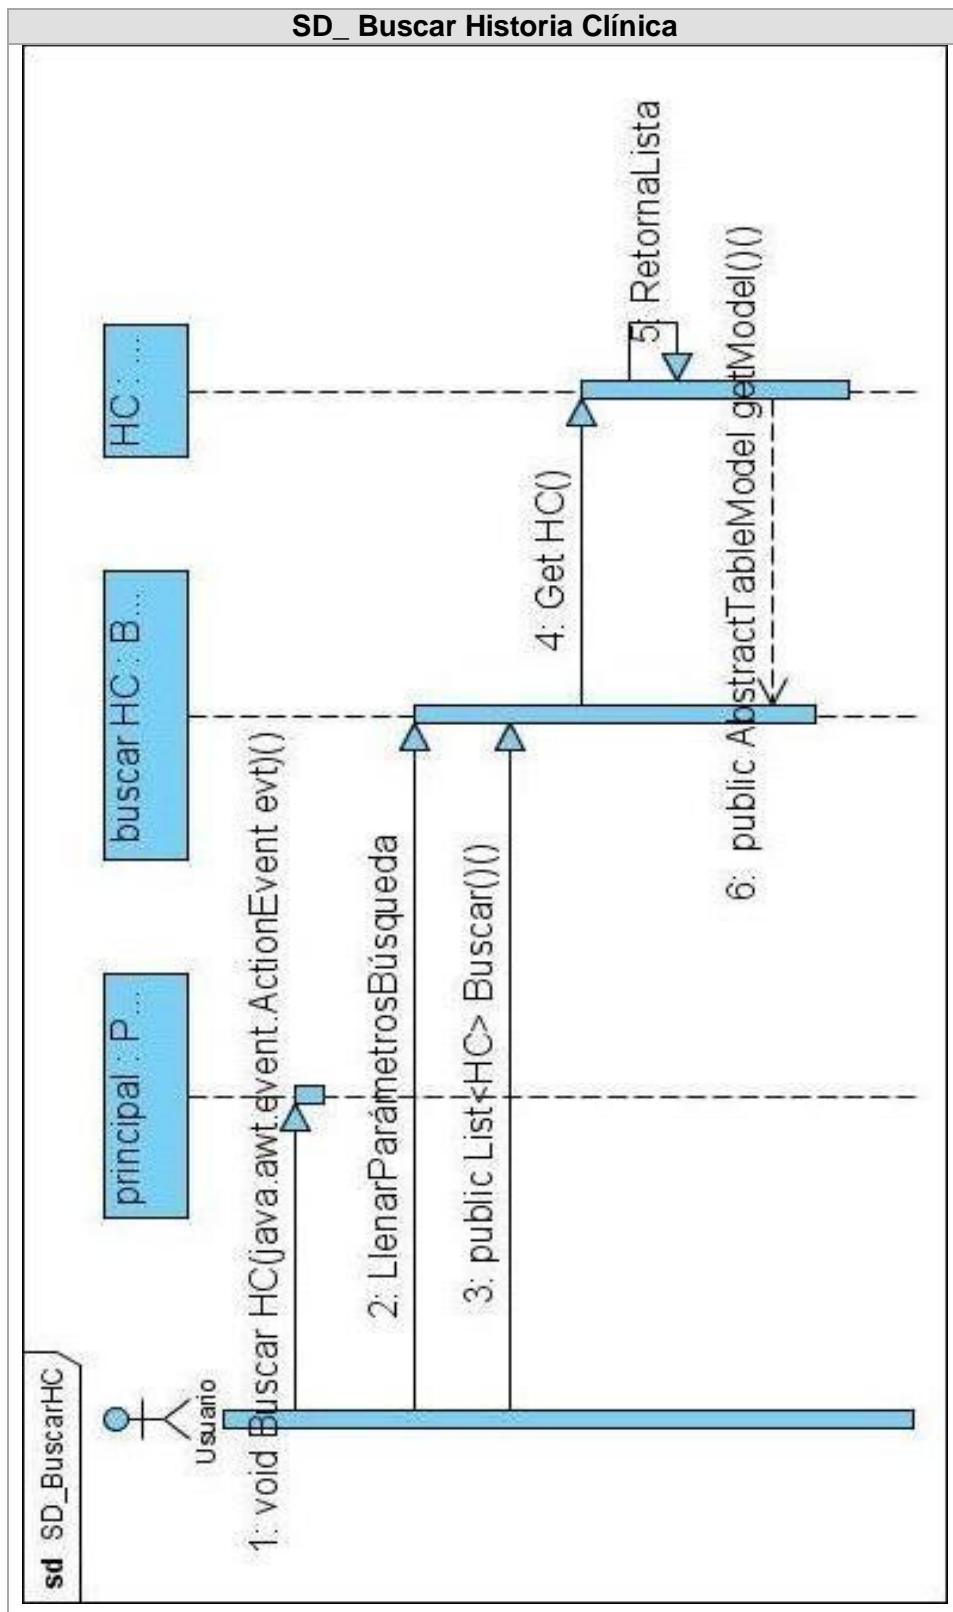 SD_ Buscar Historia Clínica
sd SD_BuscarHC
Usuario
principal : P...
buscar HC : B...
HC : ...
1: void Buscar HC(java.awt.event.ActionEvent evt)()
2: LlenarParámetrosBúsqueda
3: public List<HC> Buscar()()
4: Get HC()
5: RetornaLista
6: public AbstractTableModel getModel()()